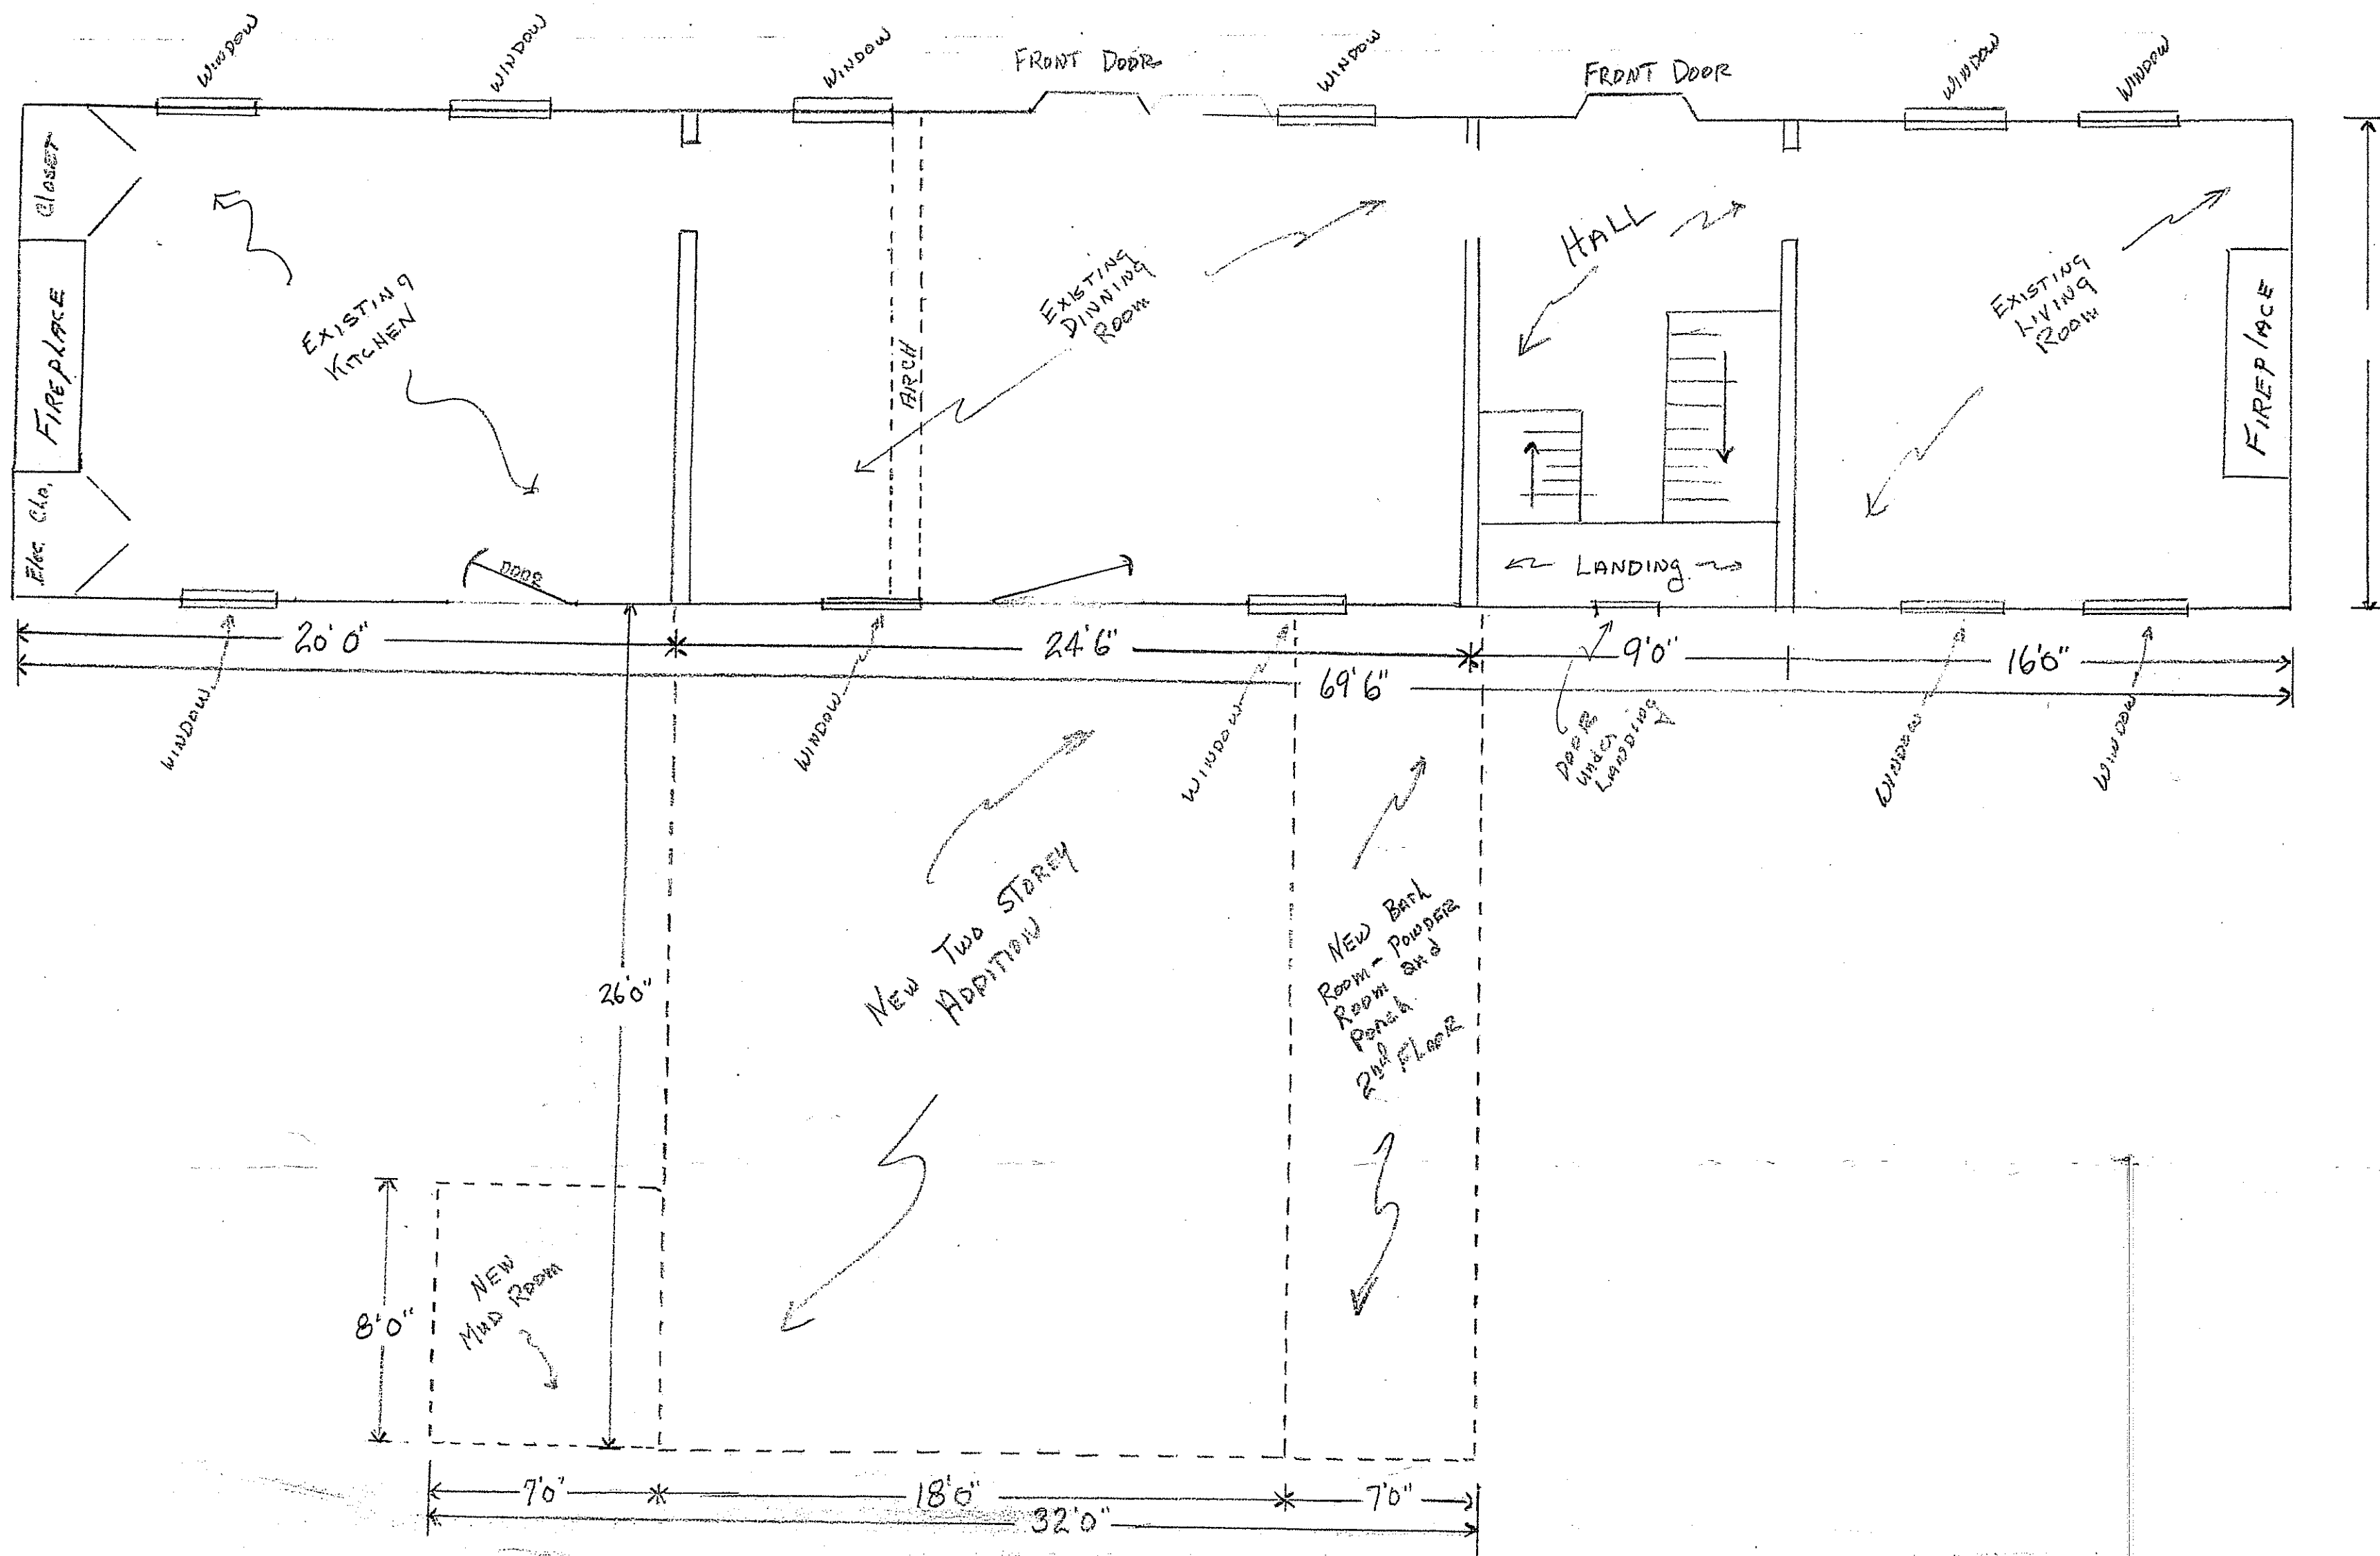 WINDOW
WINDOW
WINDOW
FRONT DOOR
WINDOW
FRONT DOOR
WINDOW
WINDOW
Closet
FIREPLACE
Elec. Clo.
EXISTING
KITCHEN
DOOR
ARCH
EXISTING
DINNING
ROOM
HALL
LANDING
EXISTING
LIVING
ROOM
FIREPLACE
20'0"
24'6"
9'0"
16'0"
69'6"
WINDOW
WINDOW
WINDOW
DOOR
Under
LANDDING
WINDOW
WINDOW
26'0"
NEW TWO STOREY
ADDITION
NEW BATH
ROOM - POWDER
ROOM and
PORCH
2nd FLOOR
8'0"
NEW
MUD ROOM
7'0"
18'0"
7'0"
32'0"